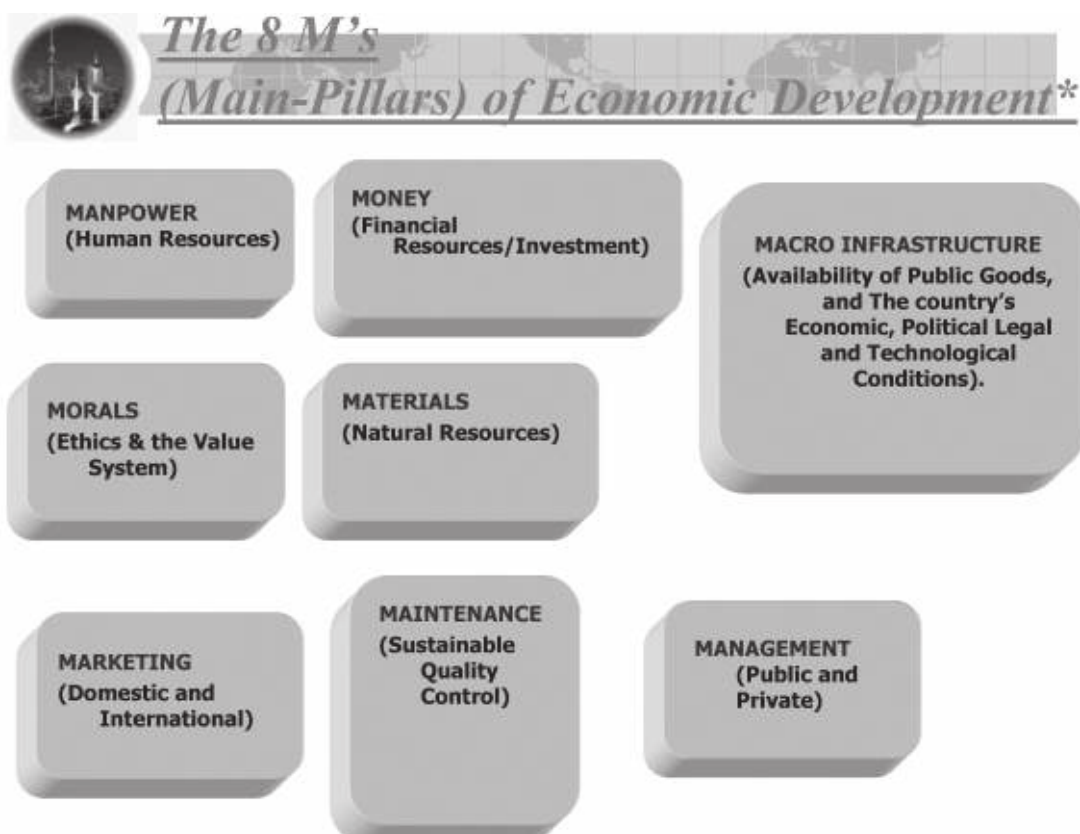 The 8 M's
(Main-Pillars) of Economic Development*
MANPOWER
(Human Resources)
MONEY
(Financial
Resources/Investment)
MACRO INFRASTRUCTURE
(Availability of Public Goods,
and The country's
Economic, Political Legal
and Technological
Conditions).
MORALS
(Ethics & the Value
System)
MATERIALS
(Natural Resources)
MARKETING
(Domestic and
International)
MAINTENANCE
(Sustainable
Quality
Control)
MANAGEMENT
(Public and
Private)